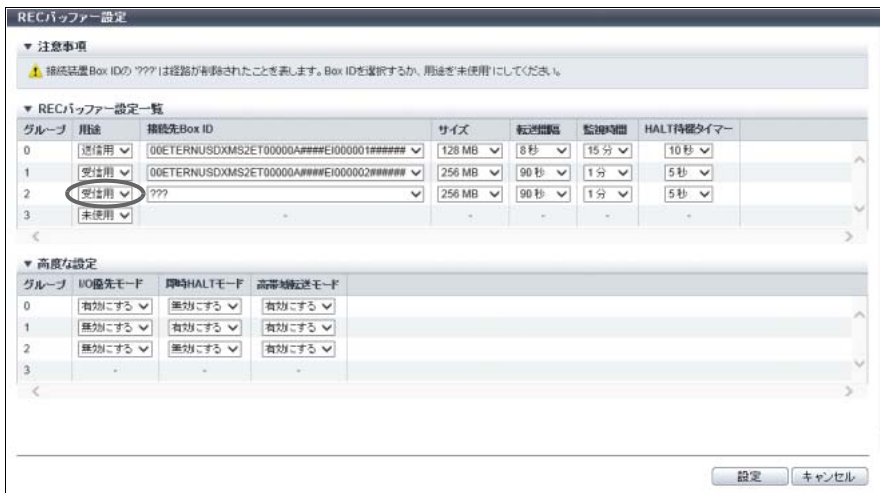 RECバッファー設定
▼ 注意事項
接続装置Box IDの '???' は経路が削除されたことを表します。Box IDを選択するか、用途を'未使用'にしてください。
▼ RECバッファー設定一覧
グループ 用途 接続先Box ID サイズ 転送間隔 監視時間 HALT待機タイマー
0 送信用 00ETERNUSDXMS2ET00000A####EI000001###### 128 MB 8 秒 15 分 10 秒
1 受信用 00ETERNUSDXMS2ET00000A####EI000002###### 256 MB 90 秒 1 分 5 秒
2 受信用 ??? 256 MB 90 秒 1 分 5 秒
3 未使用 - - - - -
▼ 高度な設定
グループ I/O優先モード 即時HALTモード 高帯域転送モード
0 有効にする 無効にする 有効にする
1 無効にする 有効にする 有効にする
2 無効にする 無効にする 有効にする
3 - - -
設定 キャンセル